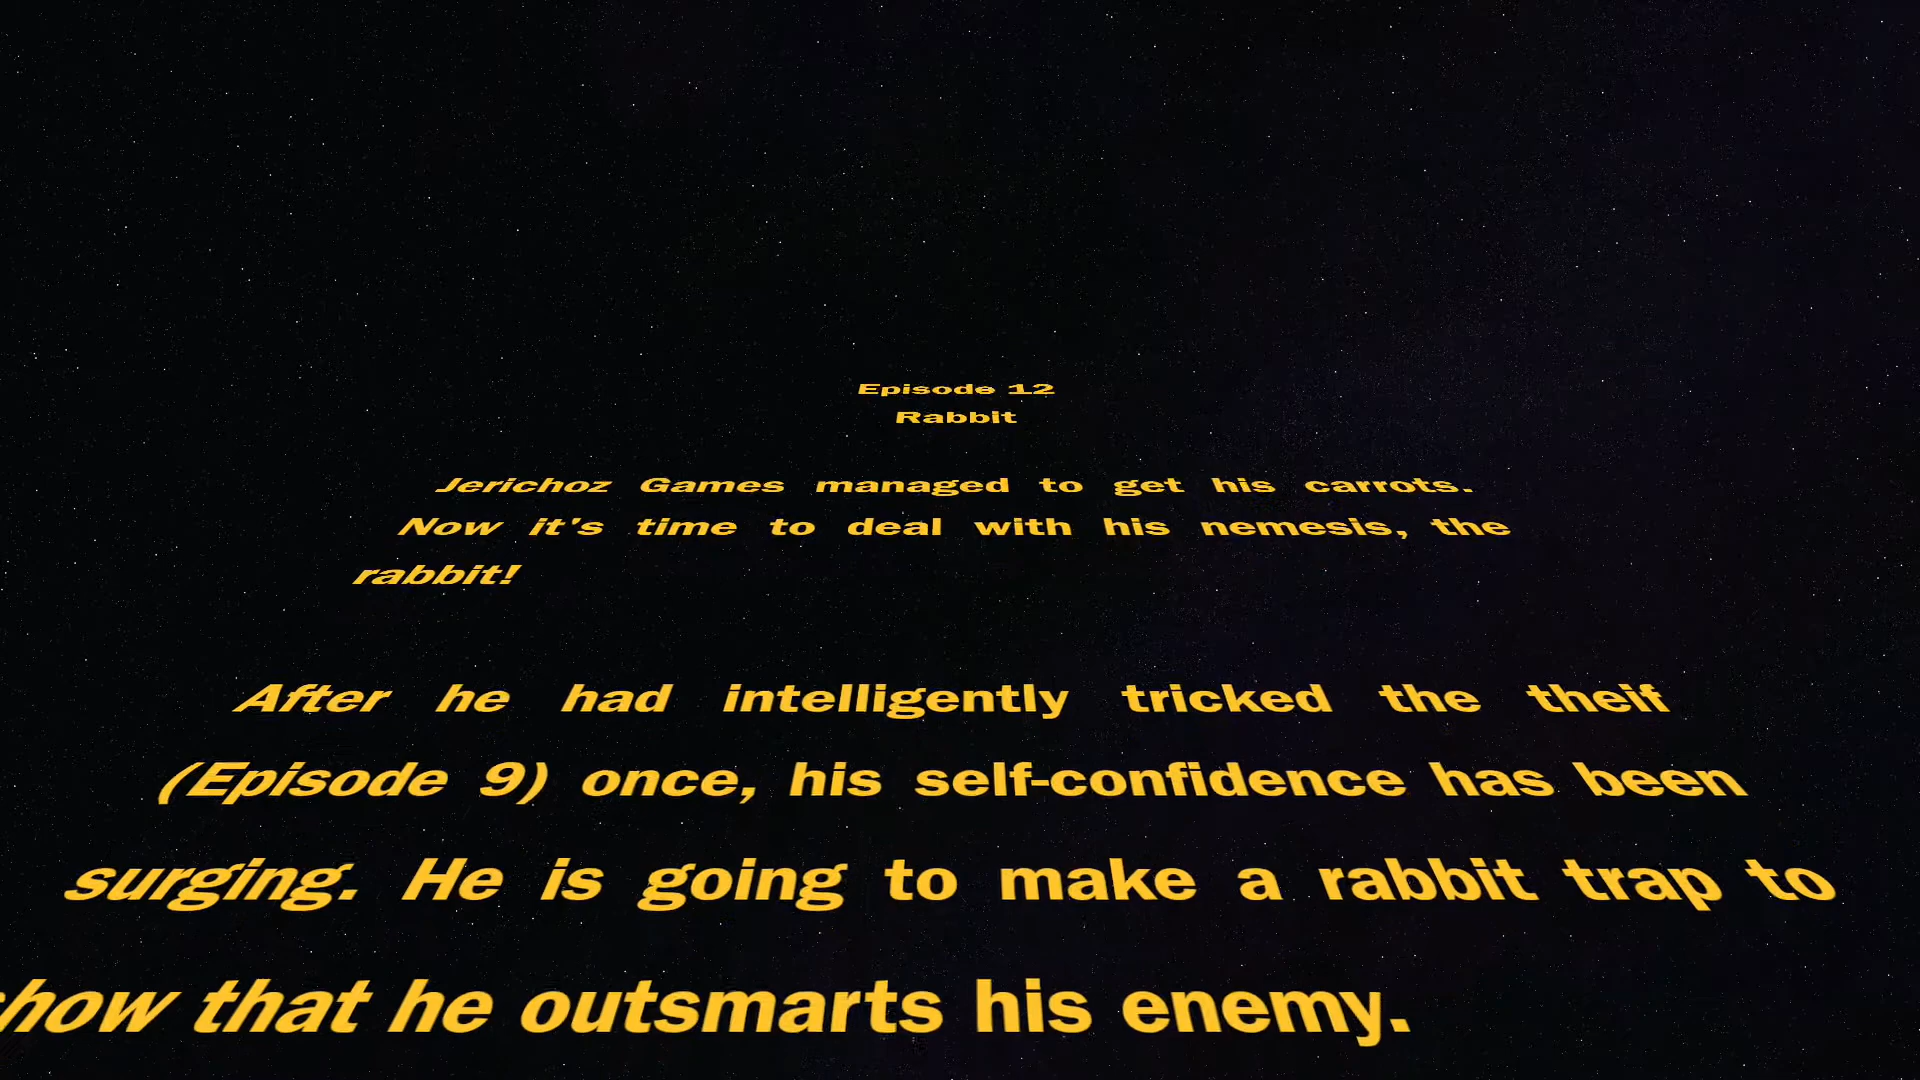 Episode 12
Rabbit
Jerichoz Games managed to get his carrots.
Now it's time to deal with his nemesis, the
rabbit!
After he had intelligently tricked the theif
(Episode 9) once, his self-confidence has been
surging. He is going to make a rabbit trap to
show that he outsmarts his enemy.